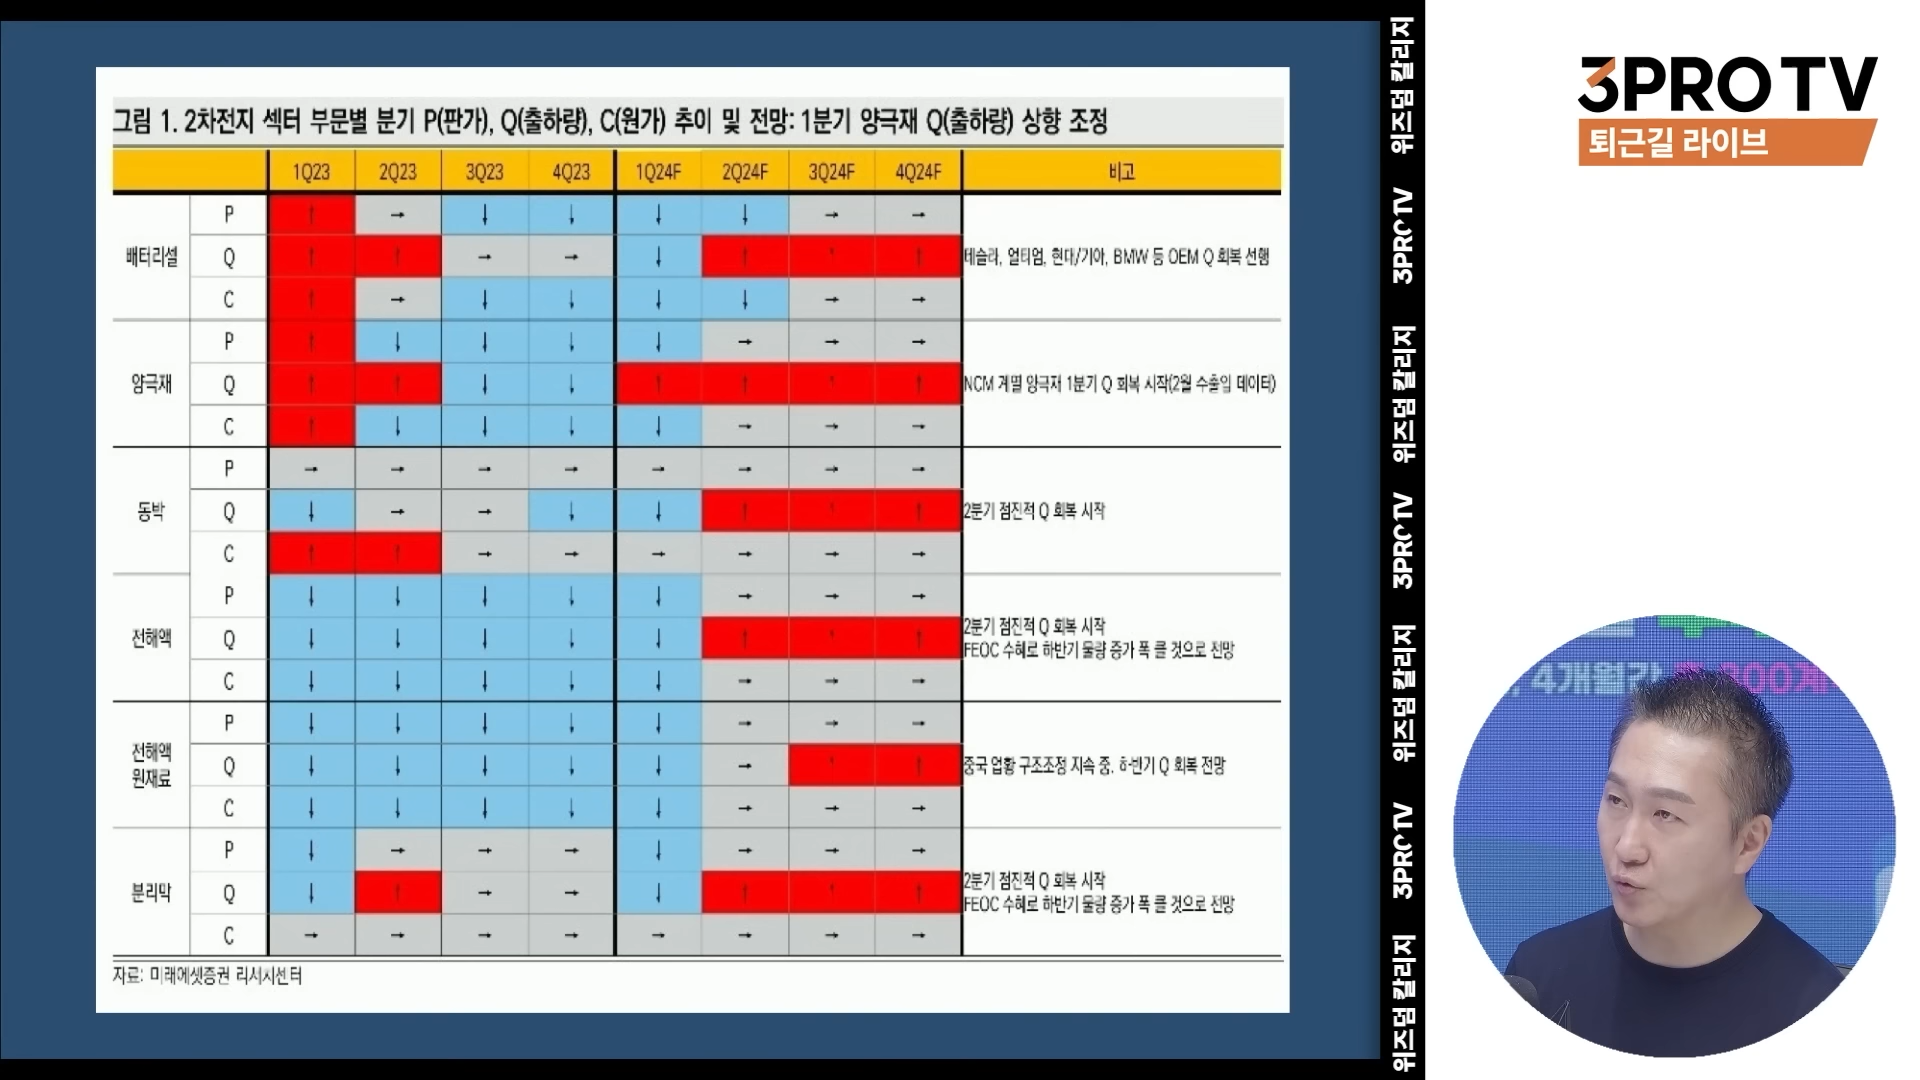 그림 1. 2차전지 섹터 부문별 분기 P(판가), Q(출하량), C(원가) 추이 및 전망: 1분기 양극재 Q(출하량) 상향 조정
1Q23 2Q23 3Q23 4Q23 1Q24F 2Q24F 3Q24F 4Q24F 비고
배터리셀
P ↑ → ↓ ↓ ↓ ↓ → →
Q ↑ ↑ → → ↓ ↑ ↑ ↑ 테슬라, 얼티엄, 현대/기아, BMW 등 OEM Q 회복 선행
C ↑ → ↓ ↓ ↓ ↓ → →
양극재
P ↑ ↓ ↓ ↓ ↓ → → →
Q ↑ ↑ ↓ ↓ ↑ ↑ ↑ ↑ NCM 계열 양극재 1분기 Q 회복 시작(2월 수출입 데이터)
C ↑ ↓ ↓ ↓ ↓ → → →
동박
P → → → → → → → →
Q ↓ → → ↓ ↓ ↑ ↑ ↑ 2분기 점진적 Q 회복 시작
C ↑ ↑ → → → → → →
전해액
P ↓ ↓ ↓ ↓ ↓ → → →
Q ↓ ↓ ↓ ↓ ↓ ↑ ↑ ↑ 2분기 점진적 Q 회복 시작
FEOC 수혜로 하반기 물량 증가 폭 클 것으로 전망
C ↓ ↓ ↓ ↓ ↓ → → →
전해액
원재료
P ↓ ↓ ↓ ↓ ↓ → → →
Q ↓ ↓ ↓ ↓ ↓ → ↑ ↑ 중국 업황 구조조정 지속 중. 하반기 Q 회복 전망
C ↓ ↓ ↓ ↓ ↓ → → →
분리막
P ↓ → → → ↓ → → →
Q ↓ ↑ → → ↓ ↑ ↑ ↑ 2분기 점진적 Q 회복 시작
FEOC 수혜로 하반기 물량 증가 폭 클 것으로 전망
C → → → → → → → →
자료: 미래에셋증권 리서치센터
위즈덤 칼리지 3PROTV 위즈덤 칼리지 3PROTV 위즈덤 칼리지 3PROTV 위즈덤 칼리지
3PRO TV
퇴근길 라이브
4개월간